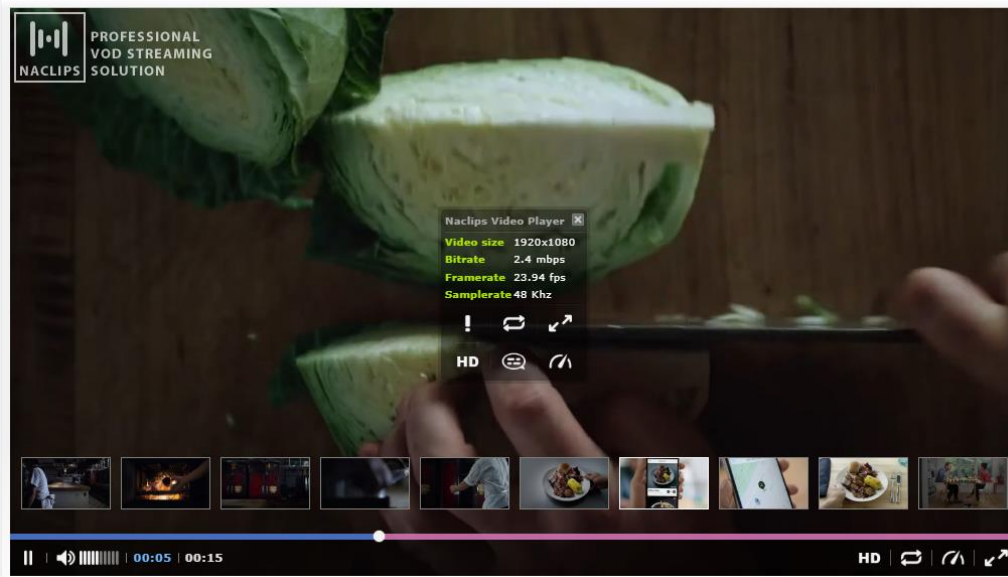 PROFESSIONAL
VOD STREAMING
NACLIPS SOLUTION
Naclips Video Player
Video size 1920x1080
Bitrate 2.4 mbps
Framerate 23.94 fps
Samplerate 48 Khz
HD
00:05 00:15
HD